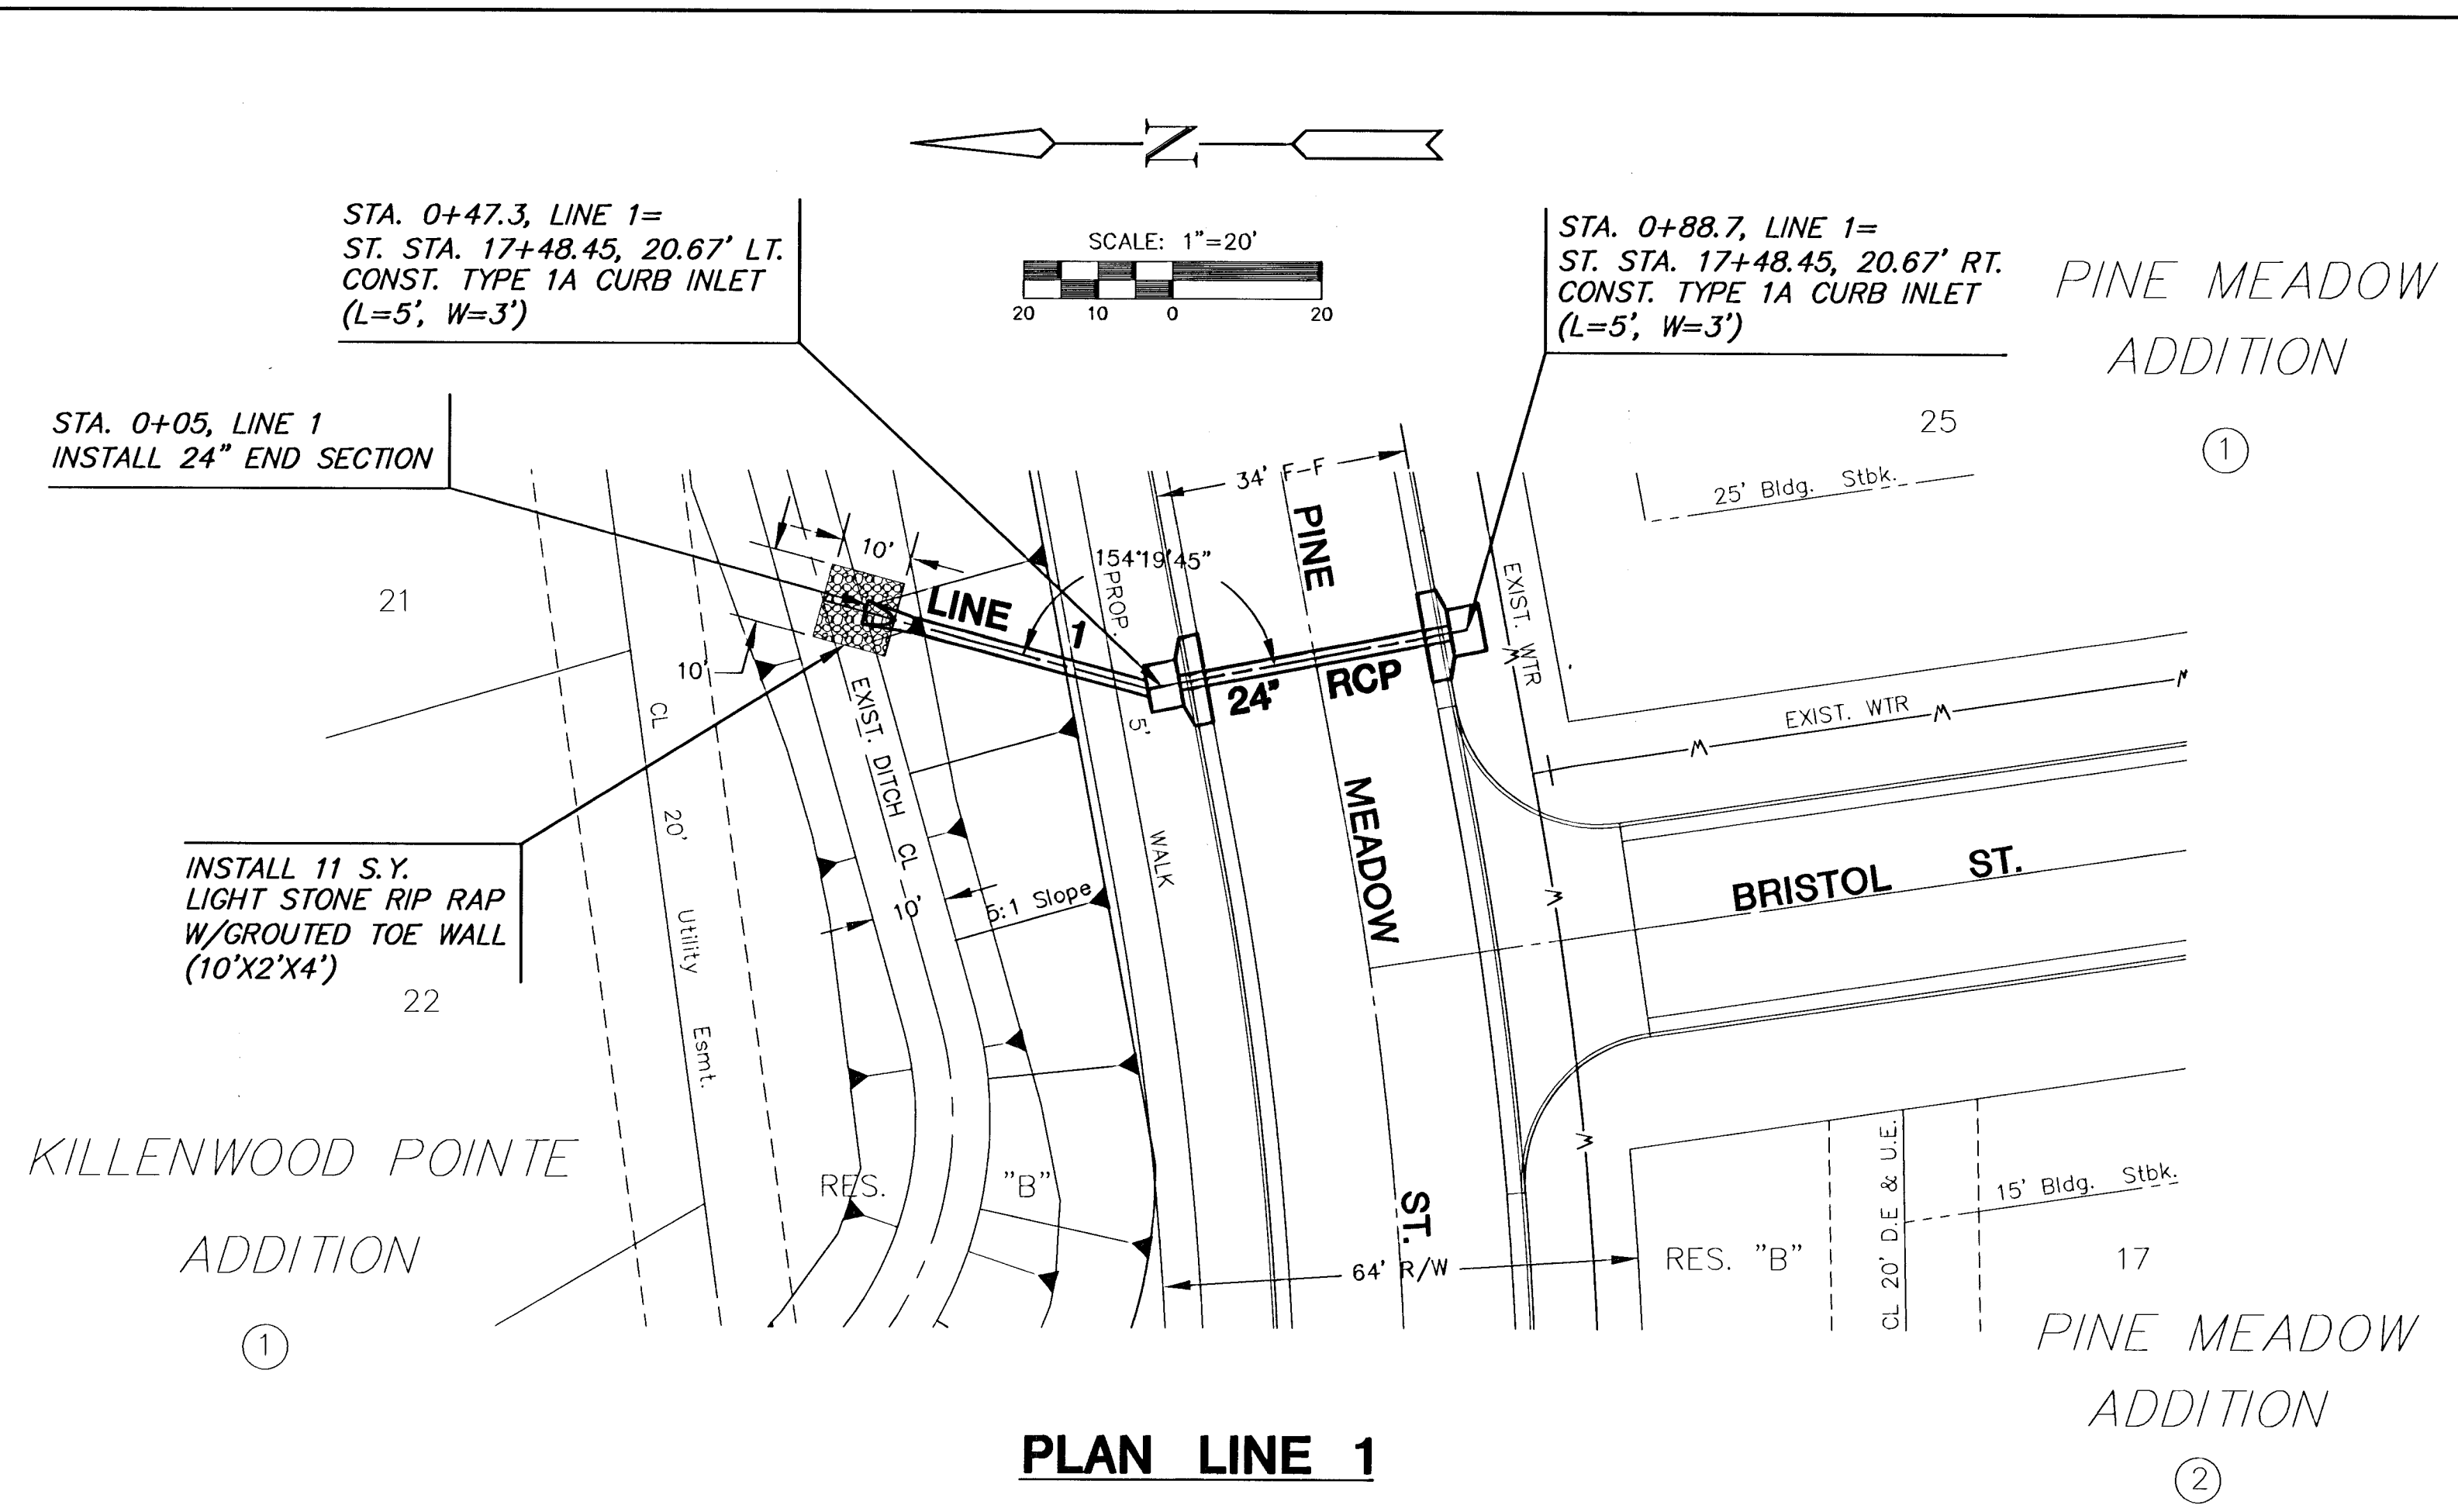 N
STA. 0+47.3, LINE 1=
ST. STA. 17+48.45, 20.67' LT.
CONST. TYPE 1A CURB INLET
(L=5', W=3')
SCALE: 1"=20'
20 10 0 20
STA. 0+88.7, LINE 1=
ST. STA. 17+48.45, 20.67' RT.
CONST. TYPE 1A CURB INLET
(L=5', W=3')
PINE MEADOW
ADDITION
25
1
25' Bldg. Stbk.
STA. 0+05, LINE 1
INSTALL 24" END SECTION
34' F-F
10'
154°19'45"
PINE
MEADOW
ST.
PROP.
5'
WALK
LINE 1
24" RCP
EXIST. WTR
W
W
W
EXIST. WTR
W
W
W
21
10'
CL
20'
Utility
Esmt.
EXIST. DITCH CL
10'
6:1 Slope
BRISTOL ST.
INSTALL 11 S.Y.
LIGHT STONE RIP RAP
W/GROUTED TOE WALL
(10'X2'X4')
22
KILLENWOOD POINTE
ADDITION
1
RES. "B"
64' R/W
RES. "B"
CL 20' D.E & U.E.
15' Bldg. Stbk.
17
PINE MEADOW
ADDITION
2
PLAN LINE 1